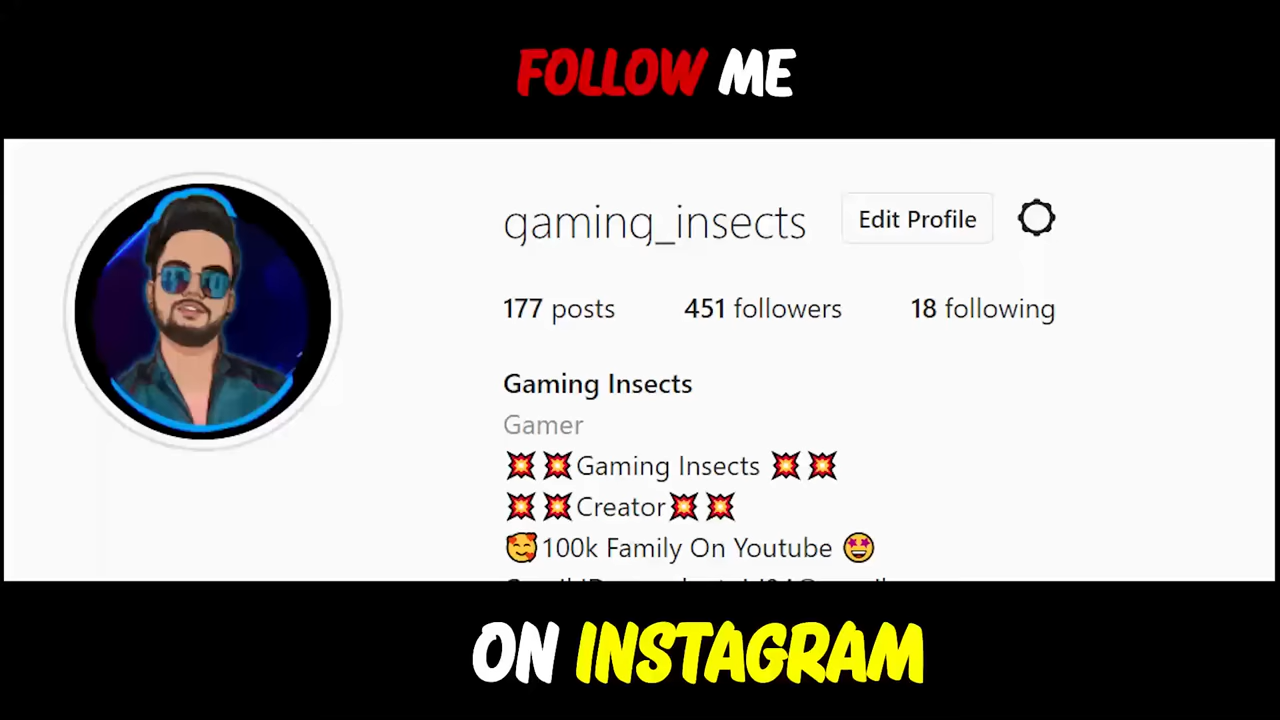 FOLLOW ME
gaming_insects Edit Profile
177 posts 451 followers 18 following
Gaming Insects
Gamer
💥💥Gaming Insects 💥💥
💥💥Creator💥💥
🥰100k Family On Youtube 🤩
ON INSTAGRAM